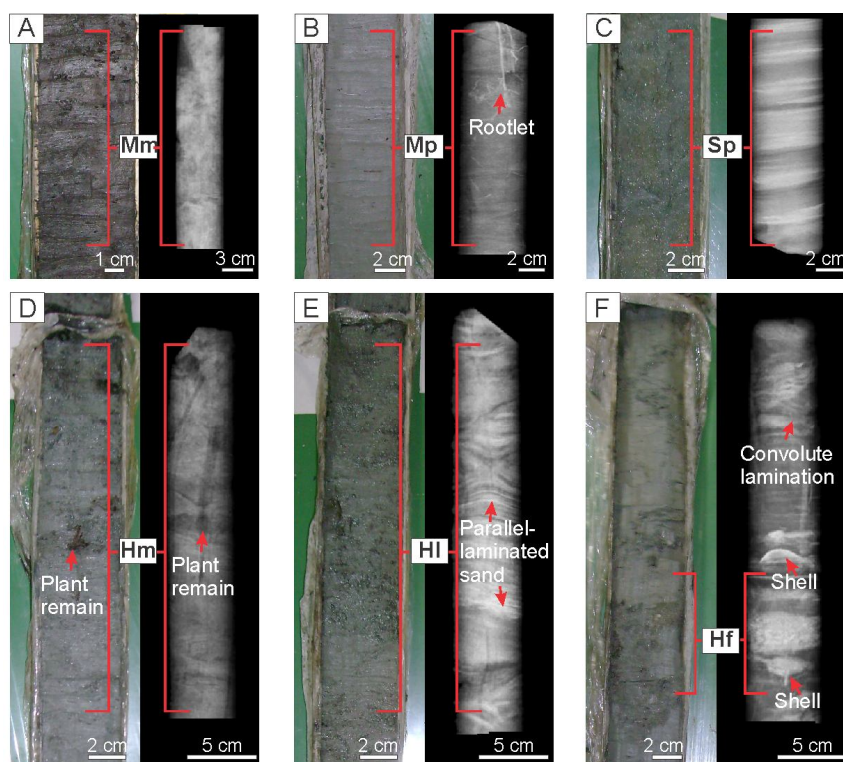 A
Mm
1 cm
3 cm
B
Rootlet
Mp
2 cm
2 cm
C
Sp
2 cm
2 cm
D
Hm
Plant
remain
Plant
remain
2 cm
5 cm
E
Hl
Parallel-
laminated
sand
2 cm
5 cm
F
Convolute
lamination
Shell
Hf
Shell
2 cm
5 cm